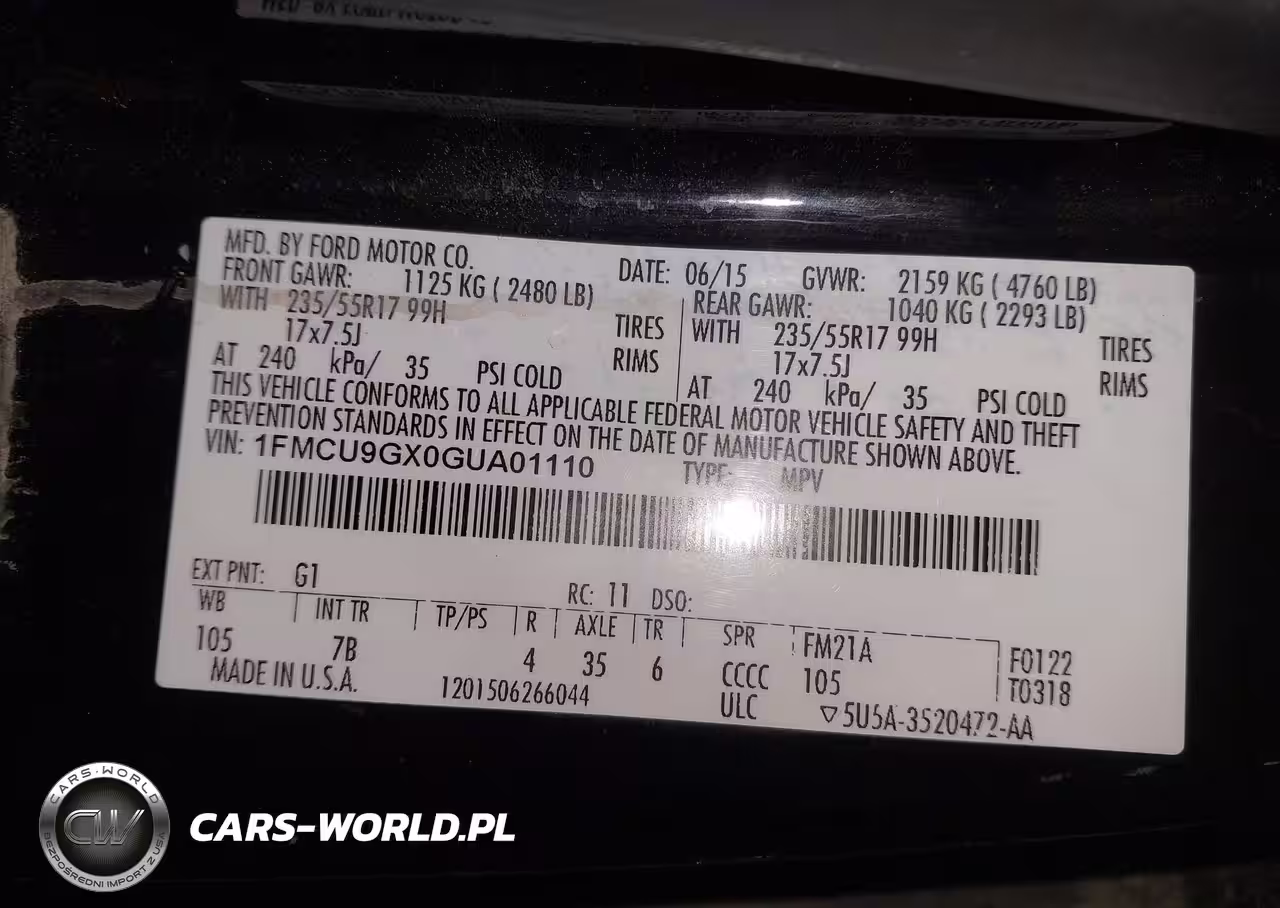 MFD. BY FORD MOTOR CO.
DATE: 06/15 GVWR: 2159 KG ( 4760 LB)
FRONT GAWR: 1125 KG ( 2480 LB)
WITH 235/55R17 99H TIRES
17x7.5J RIMS
AT 240 kPa/ 35 PSI COLD
REAR GAWR: 1040 KG ( 2293 LB)
WITH 235/55R17 99H TIRES
17x7.5J RIMS
AT 240 kPa/ 35 PSI COLD
THIS VEHICLE CONFORMS TO ALL APPLICABLE FEDERAL MOTOR VEHICLE SAFETY AND THEFT
PREVENTION STANDARDS IN EFFECT ON THE DATE OF MANUFACTURE SHOWN ABOVE.
VIN: 1FMCU9GX0GUA01110 TYPE: MPV
EXT PNT: G1 RC: 11 DSO:
WB INT TR TP/PS R AXLE TR SPR FM21A F0122
105 7B 4 35 6 CCCC 105 T0318
MADE IN U.S.A. 1201506266044 ULC ▽5U5A-3520472-AA
CARS-WORLD
CW
BEZPOŚREDNI IMPORT Z USA
CARS-WORLD.PL